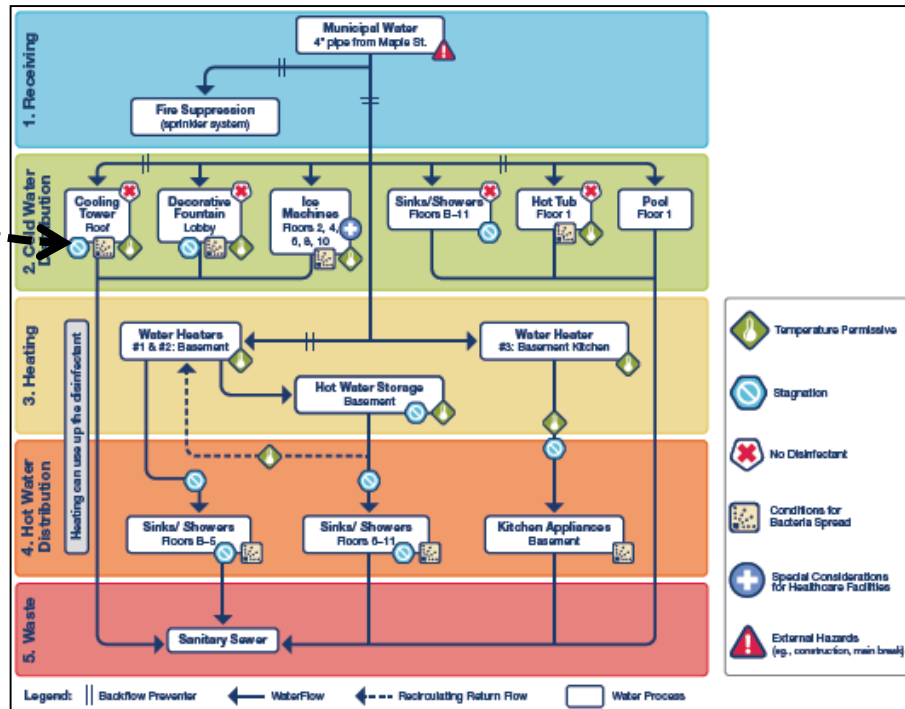 1. Receiving
Municipal Water
4" pipe from Maple St.
Fire Suppression
(sprinkler system)
2. Cold Water
Distribution
Cooling
Tower
Roof
Decorative
Fountain
Lobby
Ice
Machines
Floors 2, 4,
6, 8, 10
Sinks/Showers
Floors B-11
Hot Tub
Floor 1
Pool
Floor 1
3. Heating
Heating can use up the disinfectant
Water Heaters
#1 & #2: Basement
Water Heater
#3: Basement Kitchen
Hot Water Storage
Basement
4. Hot Water
Distribution
Sinks/ Showers
Floors B-5
Sinks/ Showers
Floors 6-11
Kitchen Appliances
Basement
5. Waste
Sanitary Sewer
Temperature Permissive
Stagnation
No Disinfectant
Conditions for
Bacteria Spread
Special Considerations
for Healthcare Facilities
External Hazards
(eg., construction, main break)
Legend:
Backflow Preventer
WaterFlow
Recirculating Return Flow
Water Process